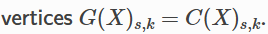 vertices G(X)ₛ,ₖ = C(X)ₛ,ₖ.